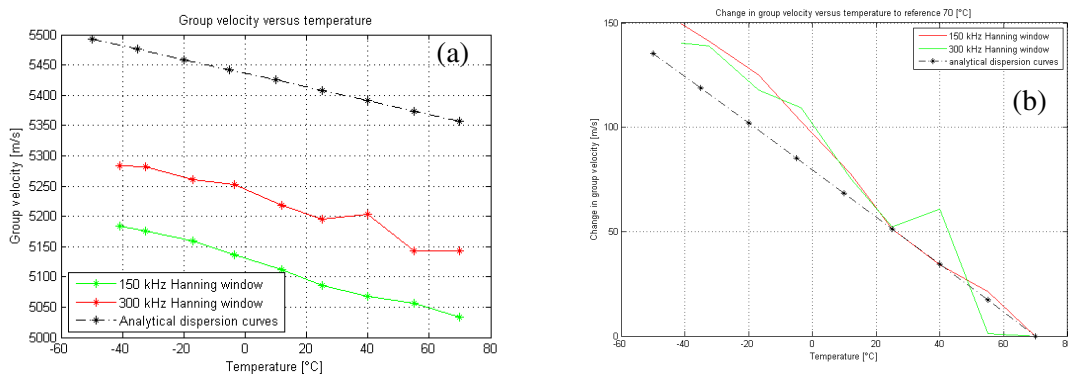 Group velocity versus temperature
(a)
5500
5450
5400
5350
5300
5250
5200
5150
5100
5050
5000
Group velocity [m/s]
150 kHz Hanning window
300 kHz Hanning window
Analytical dispersion curves
-60 -40 -20 0 20 40 60 80
Temperature [°C]
Change in group velocity versus temperature to reference 70 [°C]
150 kHz Hanning window
300 kHz Hanning window
analytical dispersion curves
(b)
150
100
50
0
Change in group velocity [m/s]
-60 -40 -20 0 20 40 60 80
Temperature [°C]